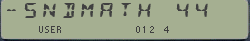 -SNDMATH 44
USER 012 4